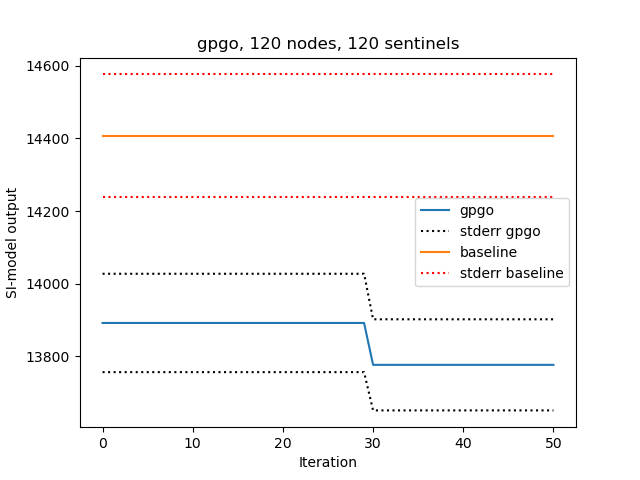 gpgo, 120 nodes, 120 sentinels
14600
14400
14200
14000
13800
SI-model output
gpgo
stderr gpgo
baseline
stderr baseline
0 10 20 30 40 50
Iteration